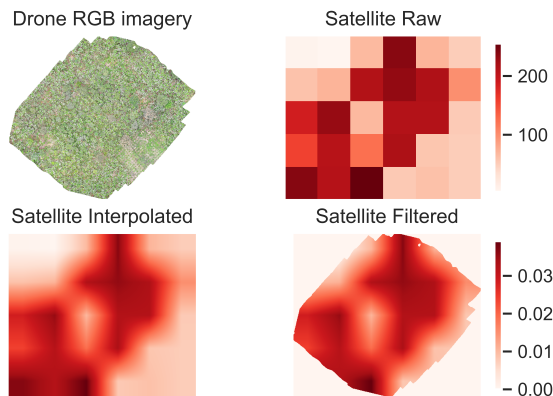 Drone RGB imagery
Satellite Raw
200
100
Satellite Interpolated
Satellite Filtered
0.03
0.02
0.01
0.00